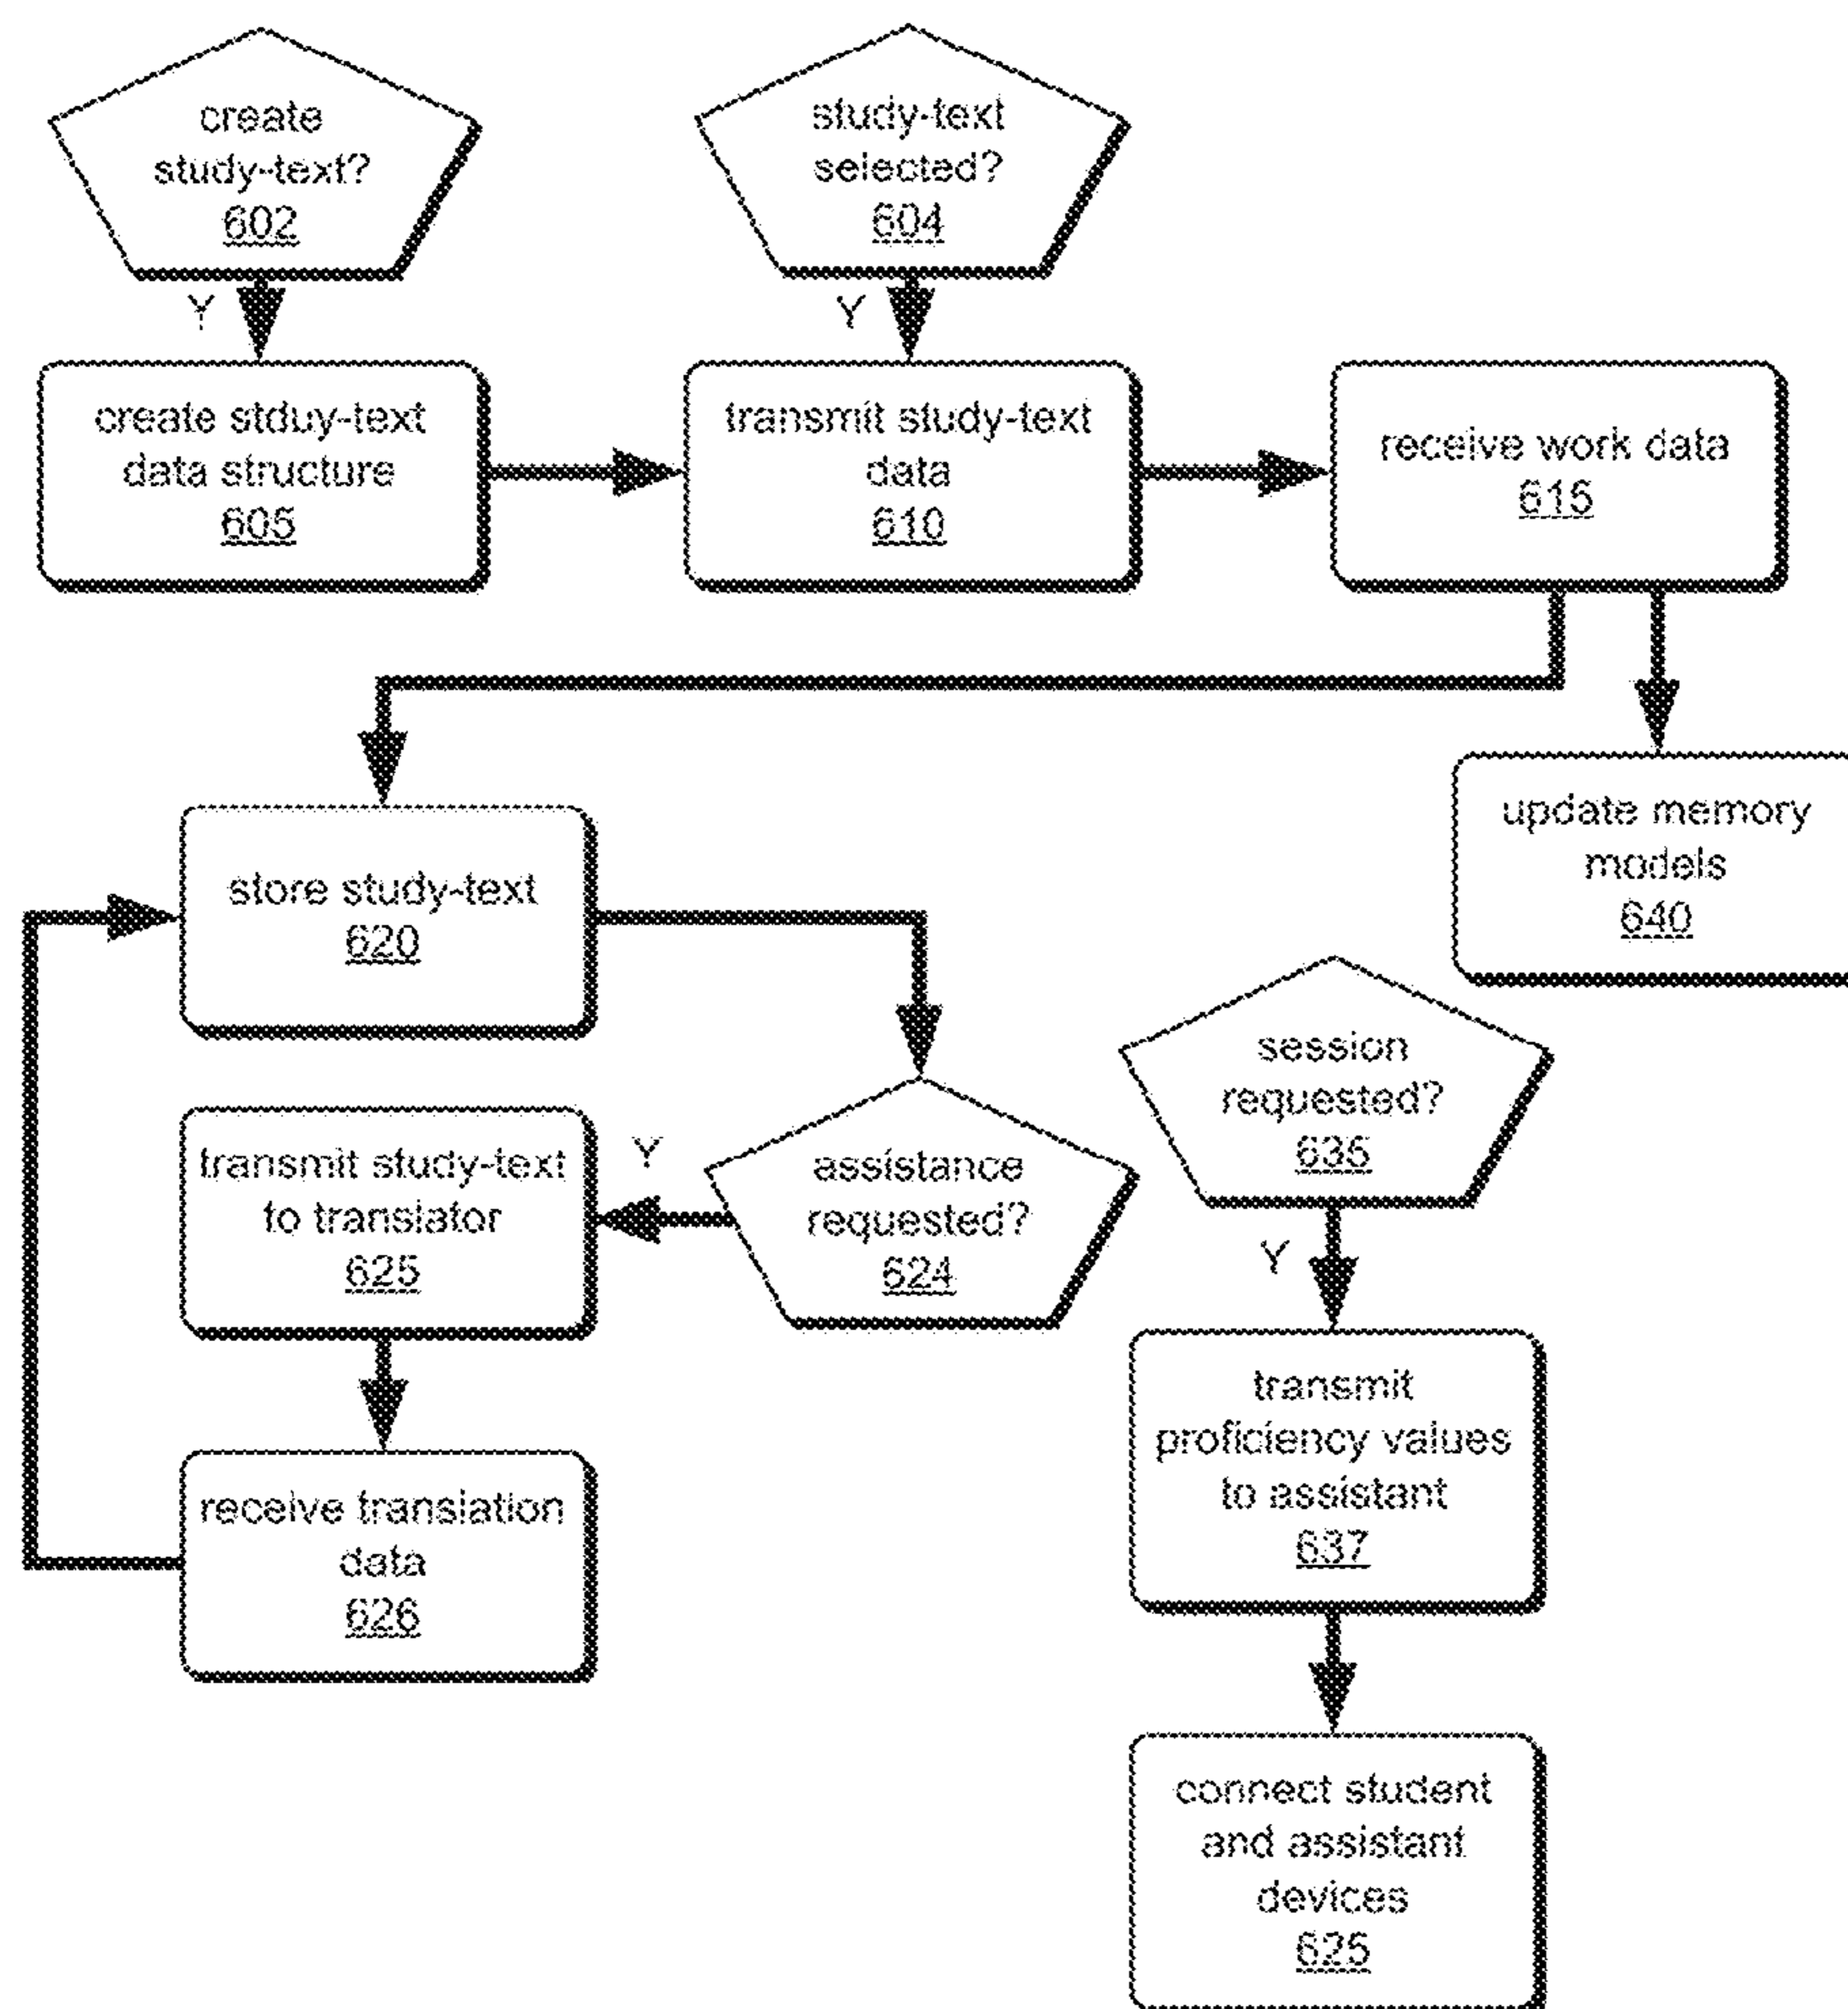 create
study-text?
602
study-text
selected?
604
Y
Y
create stduy-text
data structure
605
transmit study-text
data
610
receive work data
615
update memory
models
640
store study-text
620
session
requested?
635
assistance
requested?
624
Y
transmit study-text
to translator
625
Y
transmit
proficiency values
to assistant
637
receive translation
data
626
connect student
and assistant
devices
625